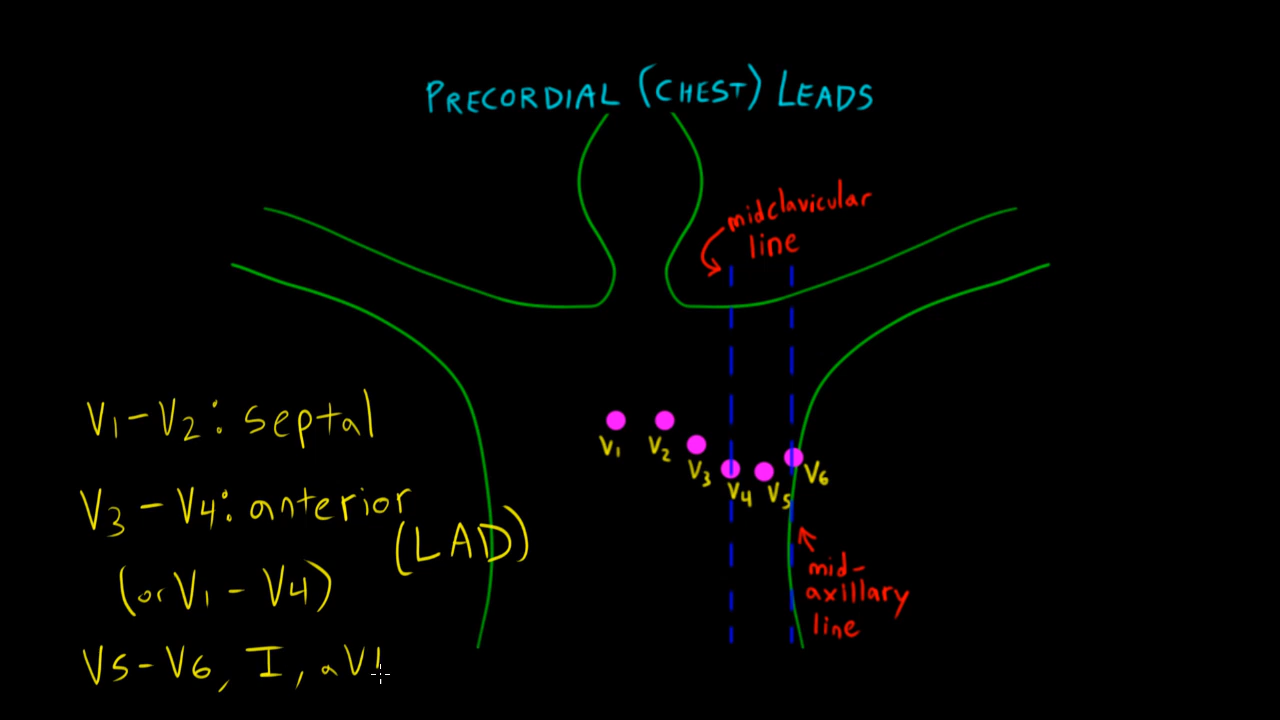 PRECORDIAL (CHEST) LEADS
midclavicular
line
V1-V2: septal
V1
V2
V3
V4
V5
V6
V3-V4: anterior
(LAD)
(or V1-V4)
mid-
axillary
line
V5-V6, I,